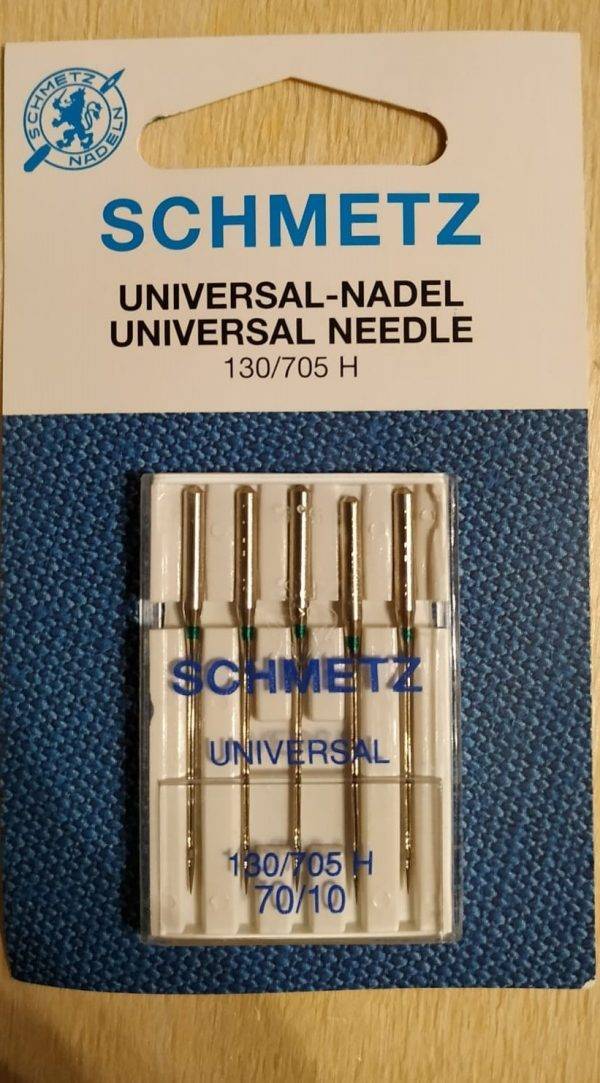 SCHMETZ
NADELN
SCHMETZ
UNIVERSAL-NADEL
UNIVERSAL NEEDLE
130/705 H
SCHMETZ
UNIVERSAL
130/705 H
70/10